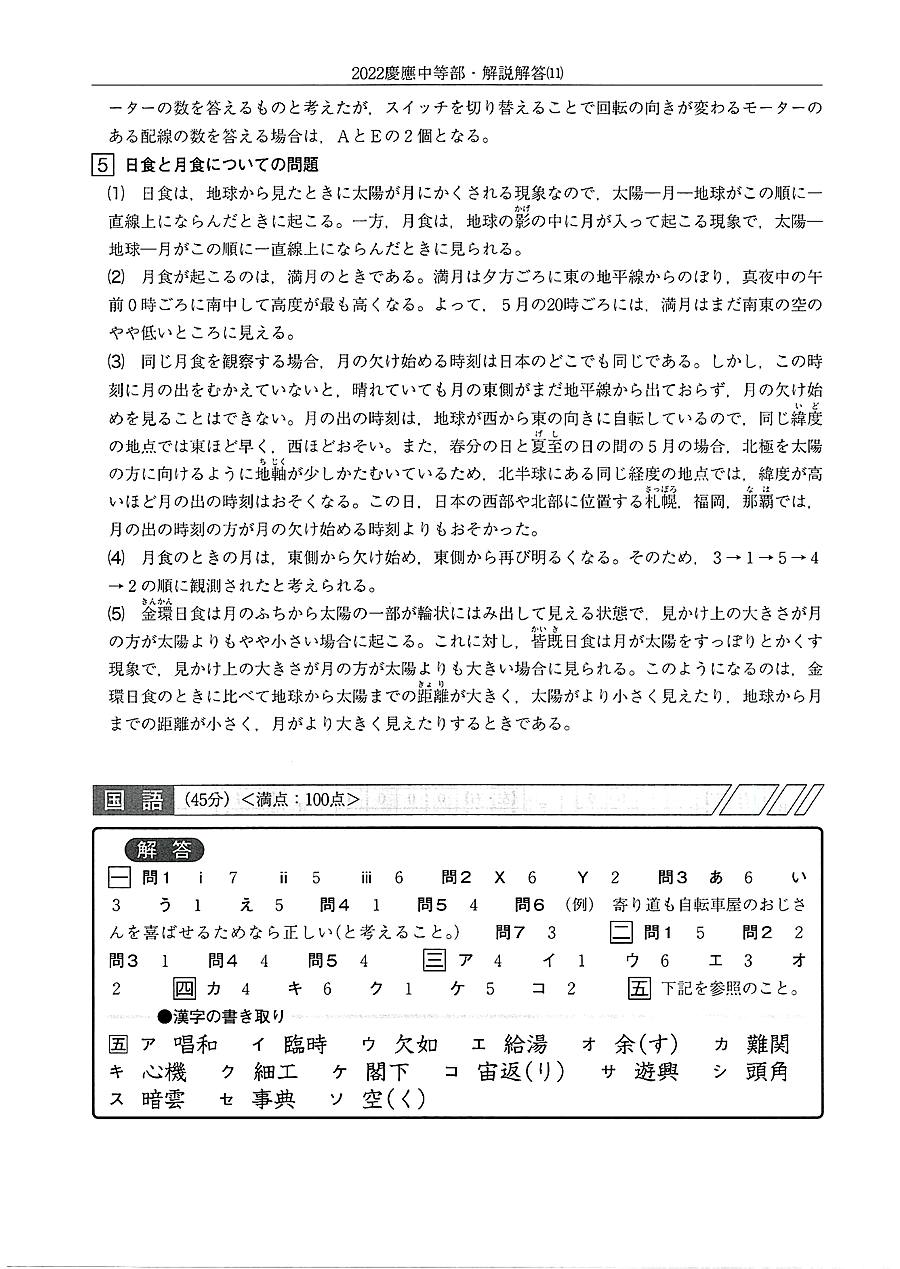 2022慶應中等部・解説解答(11)
ーターの数を答えるものと考えたが，スイッチを切り替えることで回転の向きが変わるモーターの
ある配線の数を答える場合は，AとEの2個となる。
5 日食と月食についての問題
(1) 日食は，地球から見たときに太陽が月にかくされる現象なので，太陽―月―地球がこの順に一
直線上にならんだときに起こる。一方，月食は，地球の影の中に月が入って起こる現象で，太陽―
地球―月がこの順に一直線上にならんだときに見られる。
(2) 月食が起こるのは，満月のときである。満月は夕方ごろに東の地平線からのぼり，真夜中の午
前0時ごろに南中して高度が最も高くなる。よって，5月の20時ごろには，満月はまだ南東の空の
やや低いところに見える。
(3) 同じ月食を観察する場合，月の欠け始める時刻は日本のどこでも同じである。しかし，この時
刻に月の出をむかえていないと，晴れていても月の東側がまだ地平線から出ておらず，月の欠け始
めを見ることはできない。月の出の時刻は，地球が西から東の向きに自転しているので，同じ緯度
の地点では東ほど早く，西ほどおそい。また，春分の日と夏至の日の間の5月の場合，北極を太陽
の方に向けるように地軸が少しかたむいているため，北半球にある同じ経度の地点では，緯度が高
いほど月の出の時刻はおそくなる。この日，日本の西部や北部に位置する札幌，福岡，那覇では，
月の出の時刻の方が月の欠け始める時刻よりもおそかった。
(4) 月食のときの月は，東側から欠け始め，東側から再び明るくなる。そのため，3→1→5→4
→2の順に観測されたと考えられる。
(5) 金環日食は月のふちから太陽の一部が輪状にはみ出して見える状態で，見かけ上の大きさが月
の方が太陽よりもやや小さい場合に起こる。これに対し，皆既日食は月が太陽をすっぽりとかくす
現象で，見かけ上の大きさが月の方が太陽よりも大きい場合に見られる。このようになるのは，金
環日食のときに比べて地球から太陽までの距離が大きく，太陽がより小さく見えたり，地球から月
までの距離が小さく，月がより大きく見えたりするときである。
国語 (45分) ＜満点：100点＞
解答
一 問1 i 7 ii 5 iii 6 問2 X 6 Y 2 問3 あ 6 い
3 う 1 え 5 問4 1 問5 4 問6 (例) 寄り道も自転車屋のおじさ
んを喜ばせるためなら正しい(と考えること。) 問7 3 二 問1 5 問2 2
問3 1 問4 4 問5 4 三 ア 4 イ 1 ウ 6 エ 3 オ
2 四 カ 4 キ 6 ク 1 ケ 5 コ 2 五 下記を参照のこと。
●漢字の書き取り
五 ア 唱和 イ 臨時 ウ 欠如 エ 給湯 オ 余(す) カ 難関
キ 心機 ク 細工 ケ 閣下 コ 宙返(り) サ 遊興 シ 頭角
ス 暗雲 セ 事典 ソ 空(く)